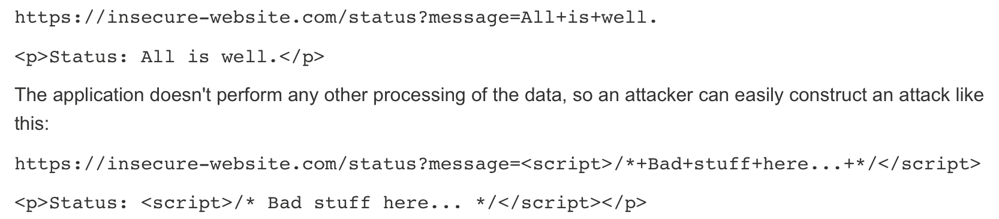 https://insecure-website.com/status?message=All+is+well.
<p>Status: All is well.</p>
The application doesn't perform any other processing of the data, so an attacker can easily construct an attack like
this:
https://insecure-website.com/status?message=<script>/*+Bad+stuff+here...+*/</script>
<p>Status: <script>/* Bad stuff here... */</script></p>